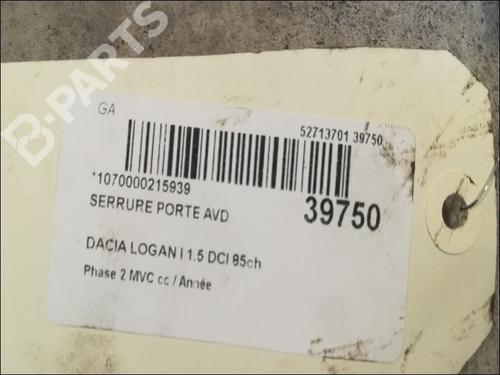 B-PARTS
GA
52713701 39750
*1070000215939
SERRURE PORTE AVD
39750
DACIA LOGAN I 1.5 DCI 85ch
Phase 2 MVC cc / Année